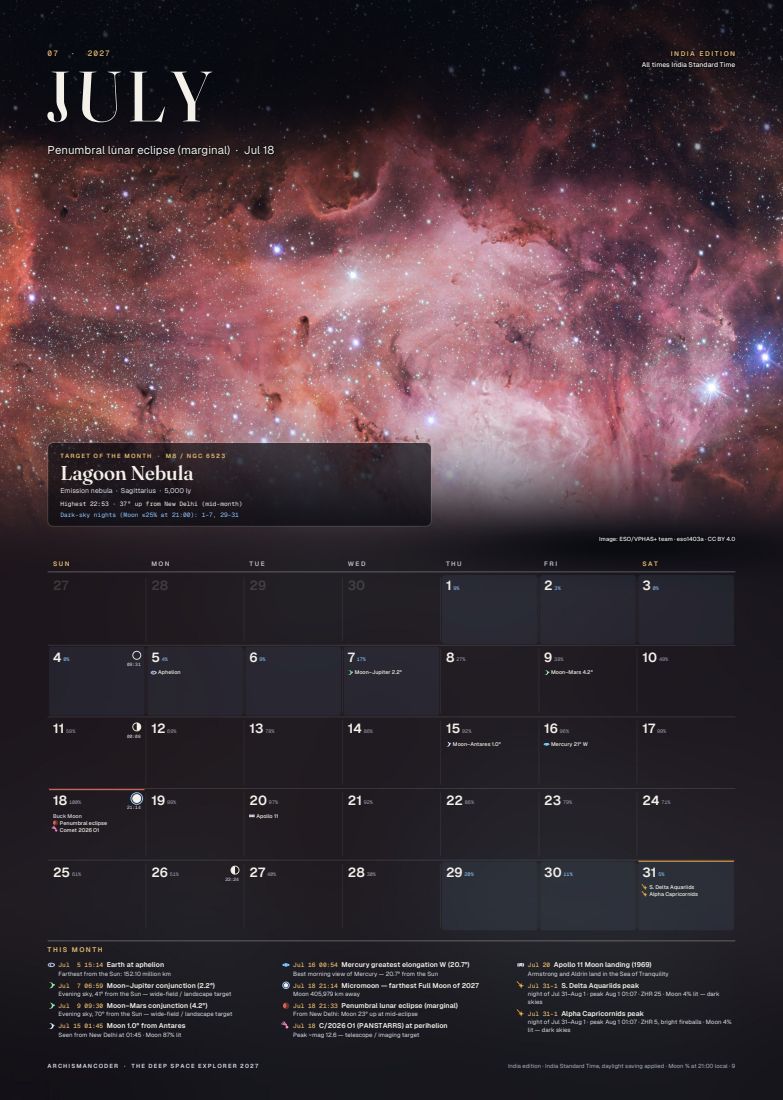 07 · 2027
JULY
Penumbral lunar eclipse (marginal) · Jul 18
INDIA EDITION
All times India Standard Time
TARGET OF THE MONTH · M8 / NGC 6523
Lagoon Nebula
Emission nebula · Sagittarius · 5,000 ly
Highest 22:53 · 37° up from New Delhi (mid-month)
Dark-sky nights (Moon ≤25% at 21:00): 1–7, 29–31
Image: ESO/VPHAS+ team · eso1403a · CC BY 4.0
SUN MON TUE WED THU FRI SAT
27 28 29 30 1 2 3
4 5 6 7 17% 8 27% 9 10
Aphelion
Moon–Jupiter 2.2°
Moon–Mars 4.2°
11 12 13 14 15 92% 16 17
Moon–Antares 1.0°
Mercury 21° W
18 100% 19 20 97% 21 92% 22 23 79% 24 71%
21:14
Buck Moon
Penumbral eclipse
Comet 2026 O1
Apollo 11
25 61% 26 51% 27 28 29 30 11% 31 5%
22:24
S. Delta Aquariids
Alpha Capricornids
THIS MONTH
Jul 5 15:14 Earth at aphelion
Farthest from the Sun: 152.10 million km
Jul 7 06:59 Moon–Jupiter conjunction (2.2°)
Evening sky, 41° from the Sun — wide-field / landscape target
Jul 9 09:30 Moon–Mars conjunction (4.2°)
Evening sky, 70° from the Sun — wide-field / landscape target
Jul 15 01:45 Moon 1.0° from Antares
Seen from New Delhi at 01:45 · Moon 87% lit
Jul 16 00:54 Mercury greatest elongation W (20.7°)
Best morning view of Mercury — 20.7° from the Sun
Jul 18 21:14 Micromoon — farthest Full Moon of 2027
Moon 405,979 km away
Jul 18 21:33 Penumbral lunar eclipse (marginal)
From New Delhi: Moon 23° up at mid-eclipse
Jul 18 C/2026 O1 (PANSTARRS) at perihelion
Peak ~mag 12.6 — telescope / imaging target
Jul 20 Apollo 11 Moon landing (1969)
Armstrong and Aldrin land in the Sea of Tranquility
Jul 31–1 S. Delta Aquariids peak
night of Jul 31–Aug 1 · peak Aug 1 01:07 · ZHR 25 · Moon 4% lit — dark
skies
Jul 31–1 Alpha Capricornids peak
night of Jul 31–Aug 1 · peak Aug 1 01:07 · ZHR 5, bright fireballs · Moon 4%
lit — dark skies
ARCHISMANCODER · THE DEEP SPACE EXPLORER 2027
India edition · India Standard Time, daylight saving applied · Moon % at 21:00 local · 9